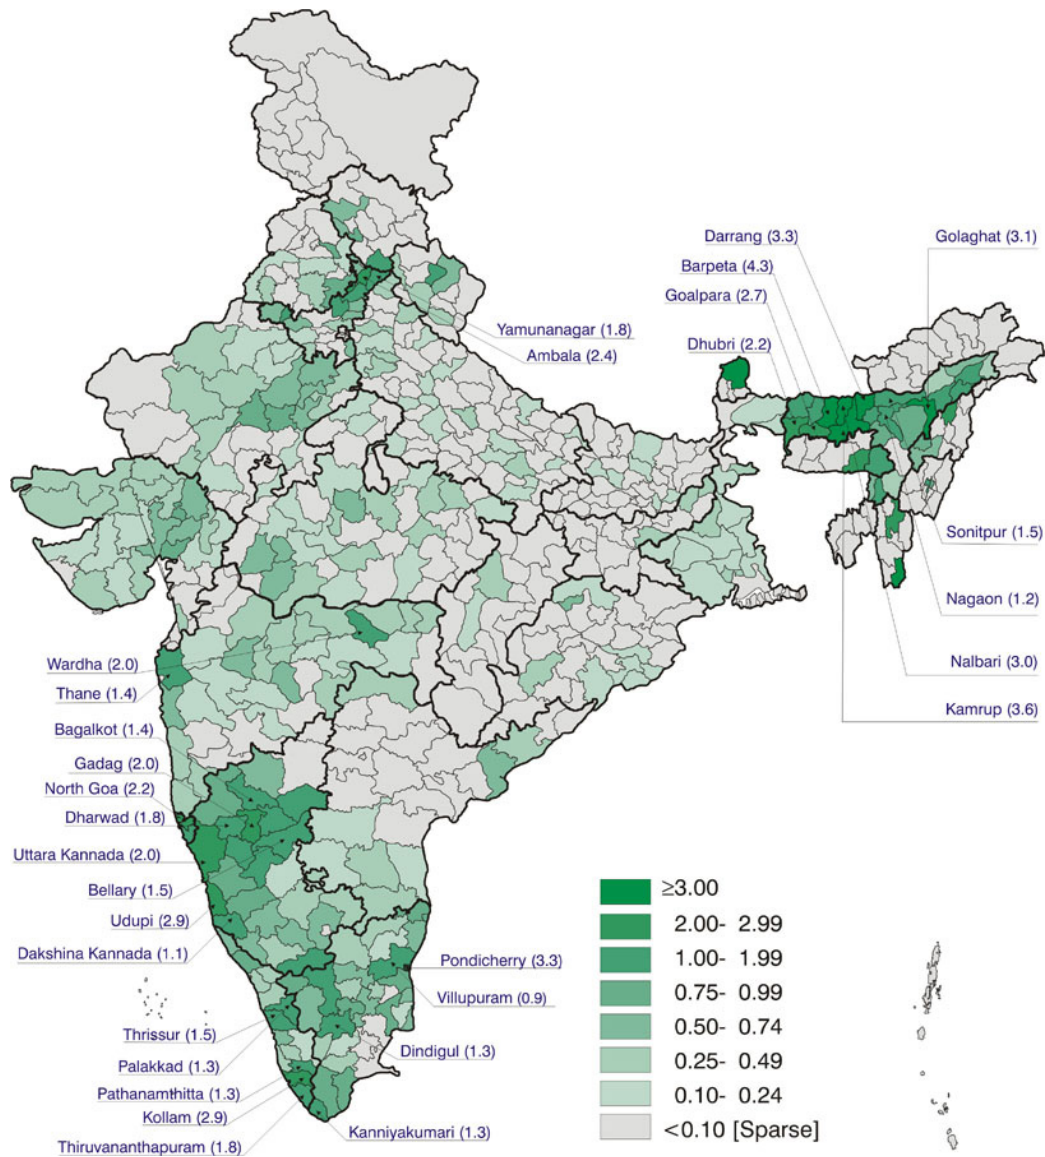 Darrang (3.3)
Golaghat (3.1)
Barpeta (4.3)
Goalpara (2.7)
Yamunanagar (1.8)
Dhubri (2.2)
Ambala (2.4)
Sonitpur (1.5)
Nagaon (1.2)
Wardha (2.0)
Nalbari (3.0)
Thane (1.4)
Kamrup (3.6)
Bagalkot (1.4)
Gadag (2.0)
North Goa (2.2)
Dharwad (1.8)
Uttara Kannada (2.0)
Bellary (1.5)
Udupi (2.9)
Dakshina Kannada (1.1)
Pondicherry (3.3)
Villupuram (0.9)
Thrissur (1.5)
Dindigul (1.3)
Palakkad (1.3)
Pathanamthitta (1.3)
Kollam (2.9)
Kanniyakumari (1.3)
Thiruvananthapuram (1.8)
≥3.00
2.00- 2.99
1.00- 1.99
0.75- 0.99
0.50- 0.74
0.25- 0.49
0.10- 0.24
<0.10 [Sparse]